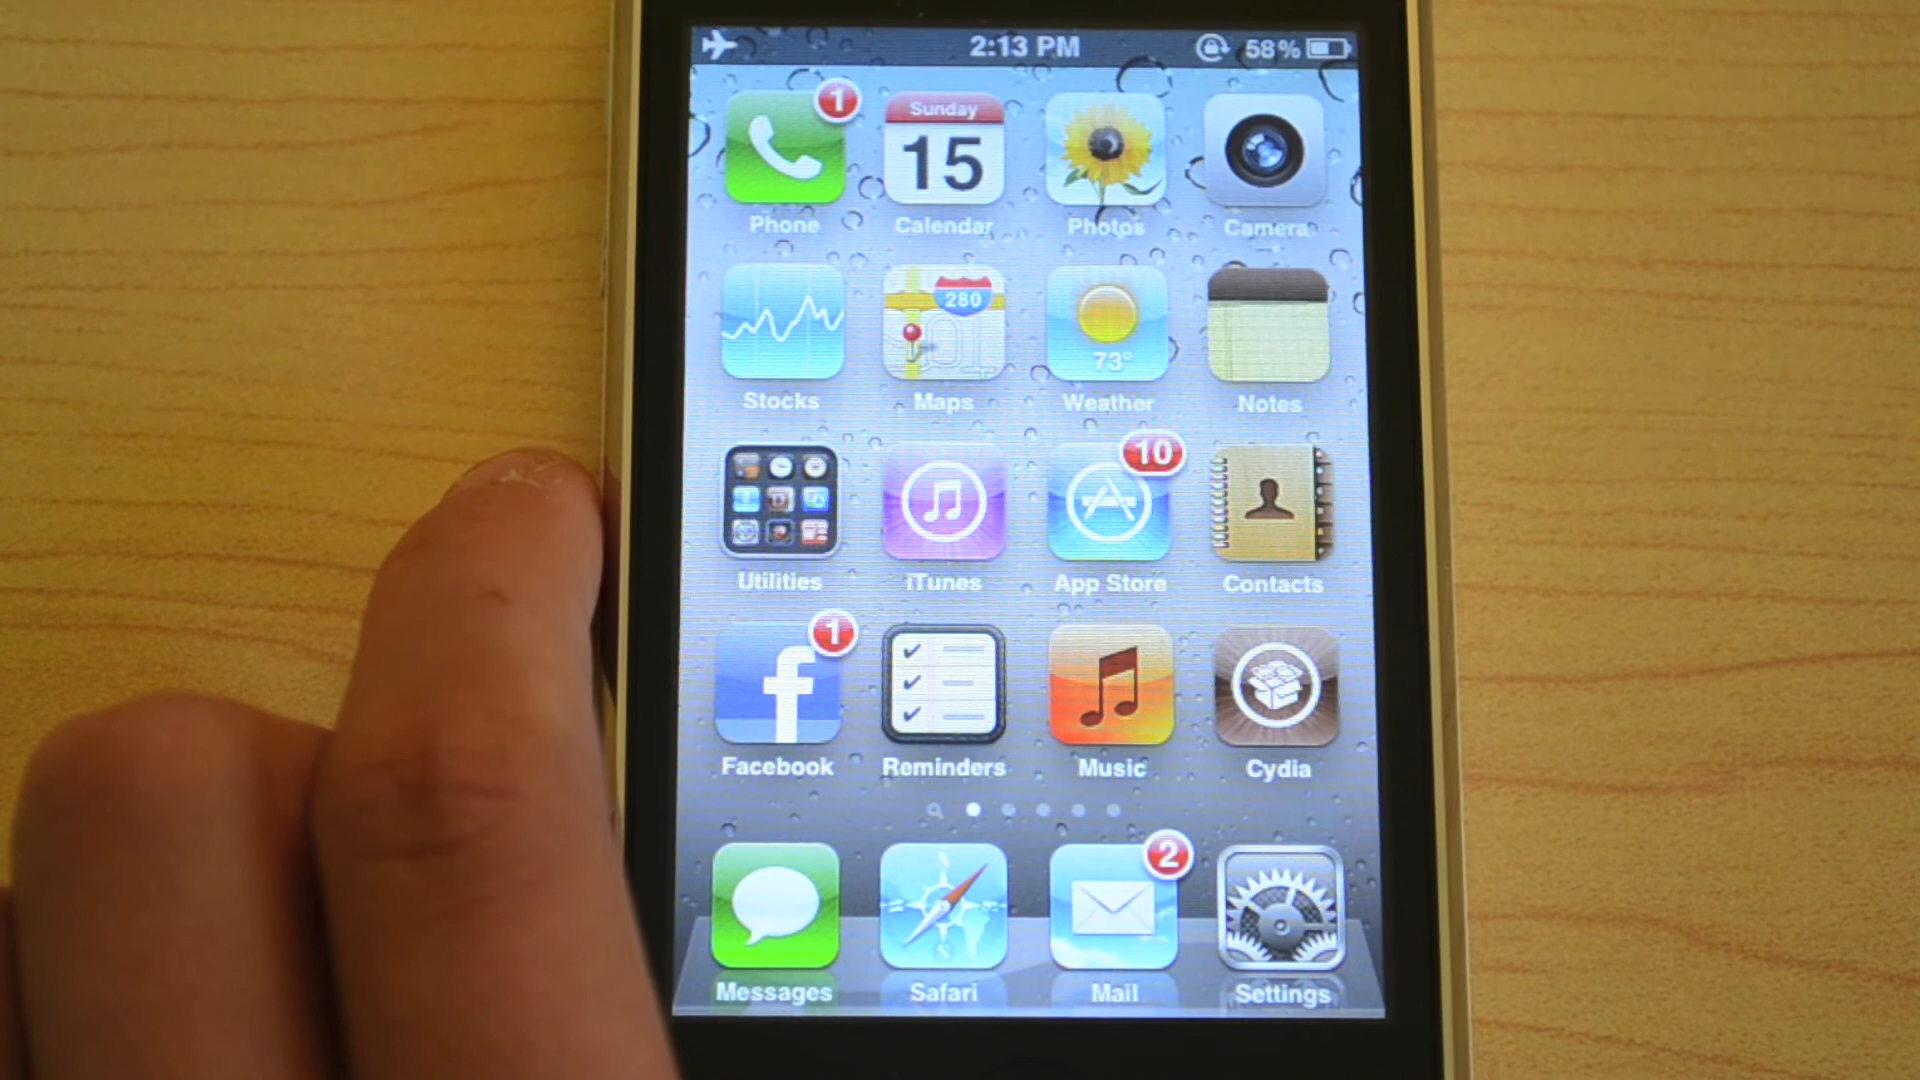 2:13 PM 58%
1 Sunday
15
Phone Calendar Photos Camera
280
73°
Stocks Maps Weather Notes
10
Utilities iTunes App Store Contacts
1
f
Facebook Reminders Music Cydia
2
Messages Safari Mail Settings